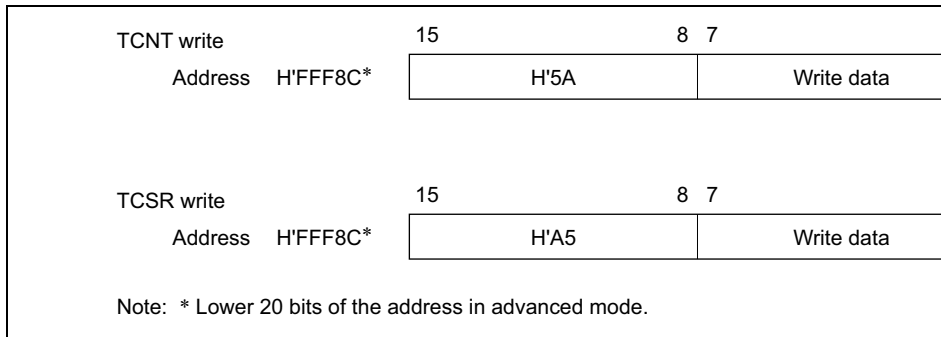 TCNT write 15 8 7
Address H'FFF8C* H'5A Write data
TCSR write 15 8 7
Address H'FFF8C* H'A5 Write data
Note: * Lower 20 bits of the address in advanced mode.